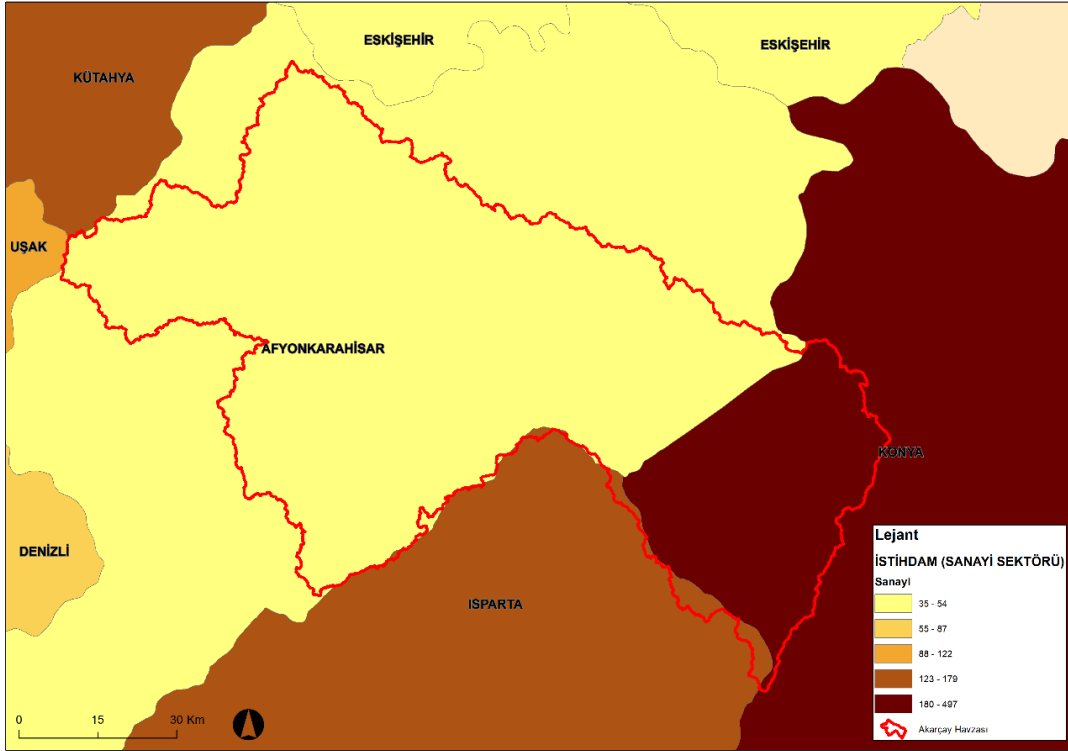 ESKİŞEHİR
ESKİŞEHİR
KÜTAHYA
UŞAK
AFYONKARAHİSAR
KONYA
DENİZLİ
ISPARTA
Lejant
İSTİHDAM (SANAYİ SEKTÖRÜ)
Sanayi
35 - 54
55 - 87
88 - 122
123 - 179
180 - 497
Akarçay Havzası
0 15 30 Km